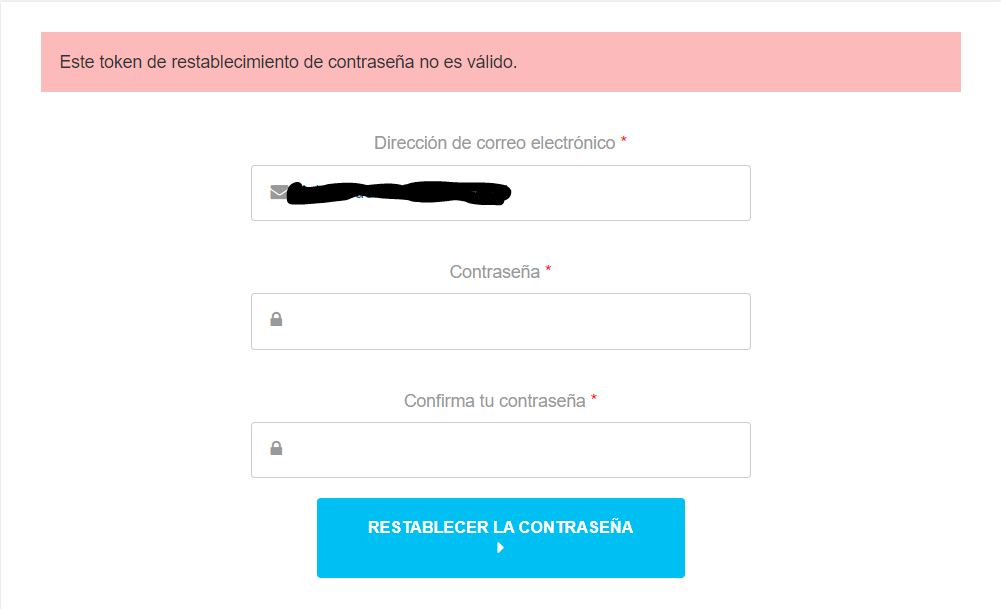 Este token de restablecimiento de contraseña no es válido.
Dirección de correo electrónico *
Contraseña *
Confirma tu contraseña *
RESTABLECER LA CONTRASEÑA